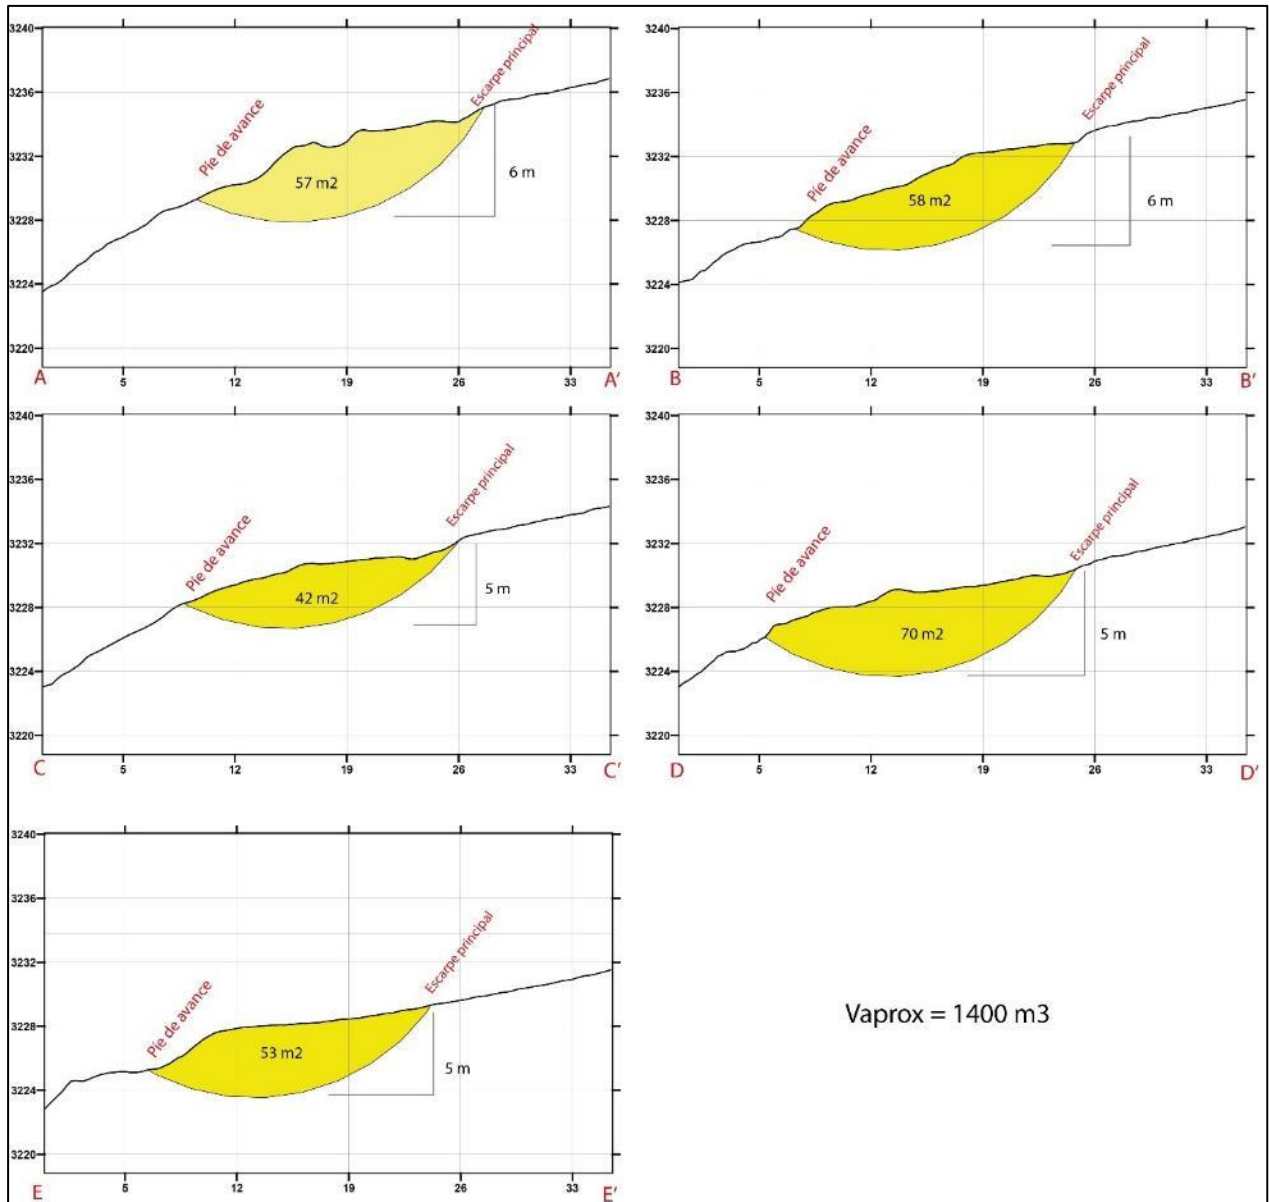 3240
3236
3232
3228
3224
3220
Pie de avance
Escarpe principal
57 m2
6 m
A
5
12
19
26
33
A'
3240
3236
3232
3228
3224
3220
Pie de avance
Escarpe principal
58 m2
6 m
B
5
12
19
26
33
B'
3240
3236
3232
3228
3224
3220
Pie de avance
Escarpe principal
42 m2
5 m
C
5
12
19
26
33
C'
3240
3236
3232
3228
3224
3220
Pie de avance
Escarpe principal
70 m2
5 m
D
5
12
19
26
33
D'
3240
3236
3232
3228
3224
3220
Pie de avance
Escarpe principal
53 m2
5 m
E
5
12
19
26
33
E'
Vaprox = 1400 m3